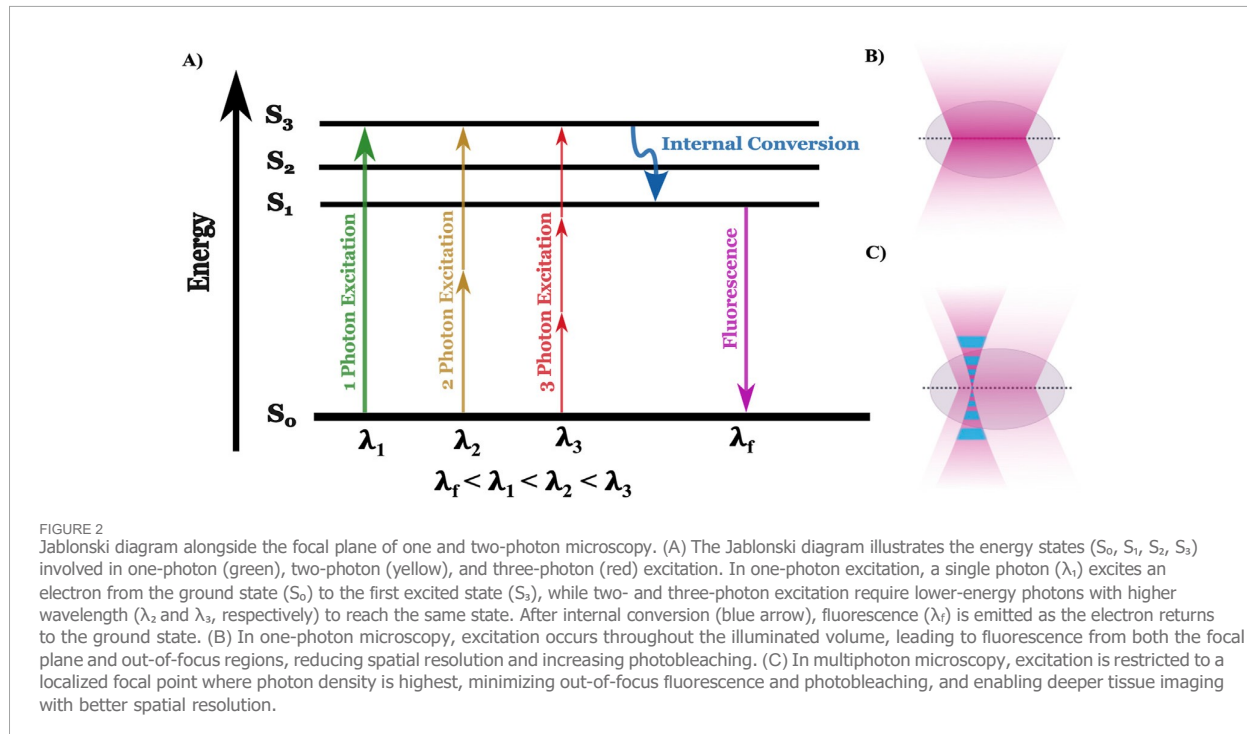 A)
B)
S₃
S₂
S₁
S₀
Energy
1 Photon Excitation
2 Photon Excitation
3 Photon Excitation
Internal Conversion
Fluorescence
λ₁
λ₂
λ₃
λf
λf < λ₁ < λ₂ < λ₃
C)
FIGURE 2
Jablonski diagram alongside the focal plane of one and two-photon microscopy. (A) The Jablonski diagram illustrates the energy states (S₀, S₁, S₂, S₃)
involved in one-photon (green), two-photon (yellow), and three-photon (red) excitation. In one-photon excitation, a single photon (λ₁) excites an
electron from the ground state (S₀) to the first excited state (S₃), while two- and three-photon excitation require lower-energy photons with higher
wavelength (λ₂ and λ₃, respectively) to reach the same state. After internal conversion (blue arrow), fluorescence (λf) is emitted as the electron returns
to the ground state. (B) In one-photon microscopy, excitation occurs throughout the illuminated volume, leading to fluorescence from both the focal
plane and out-of-focus regions, reducing spatial resolution and increasing photobleaching. (C) In multiphoton microscopy, excitation is restricted to a
localized focal point where photon density is highest, minimizing out-of-focus fluorescence and photobleaching, and enabling deeper tissue imaging
with better spatial resolution.